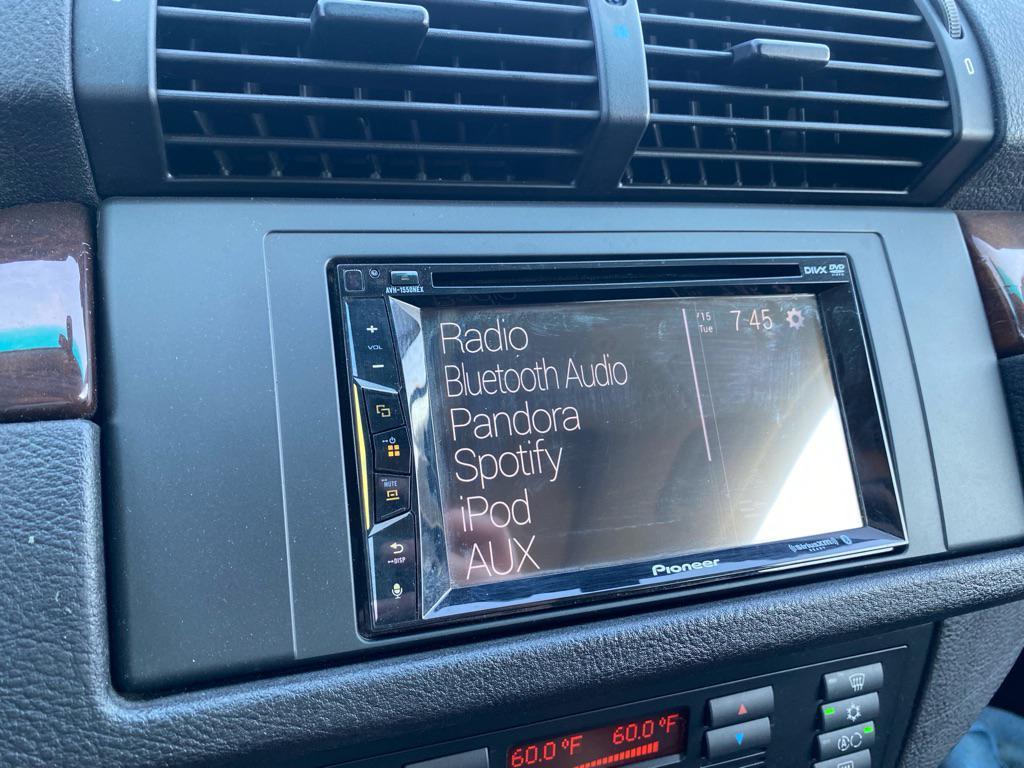 DIVX DVD
AVH-1550NEX
VOL
Radio
'15
Tue
7:45
Bluetooth Audio
Pandora
Spotify
MUTE
iPod
DISP
AUX
Pioneer
SiriusXM
READY
60.0°F 60.0°F
A